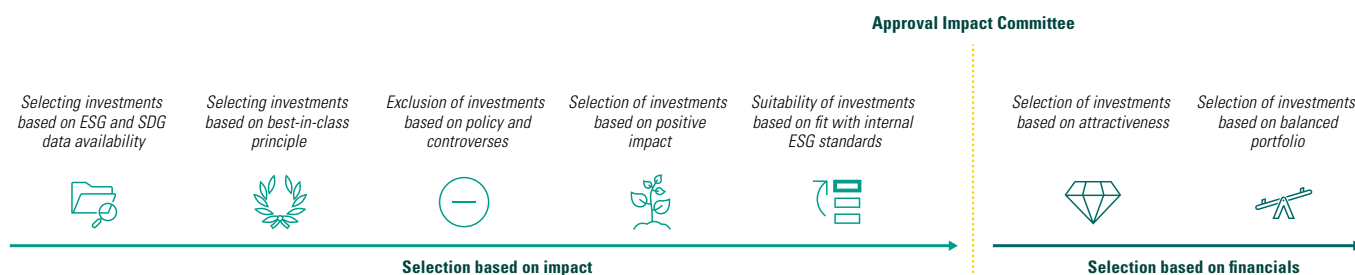 Approval Impact Committee
Selecting investments
based on ESG and SDG
data availability
Selecting investments
based on best-in-class
principle
Exclusion of investments
based on policy and
controverses
Selection of investments
based on positive
impact
Suitability of investments
based on fit with internal
ESG standards
Selection of investments
based on attractiveness
Selection of investments
based on balanced
portfolio
Selection based on impact
Selection based on financials